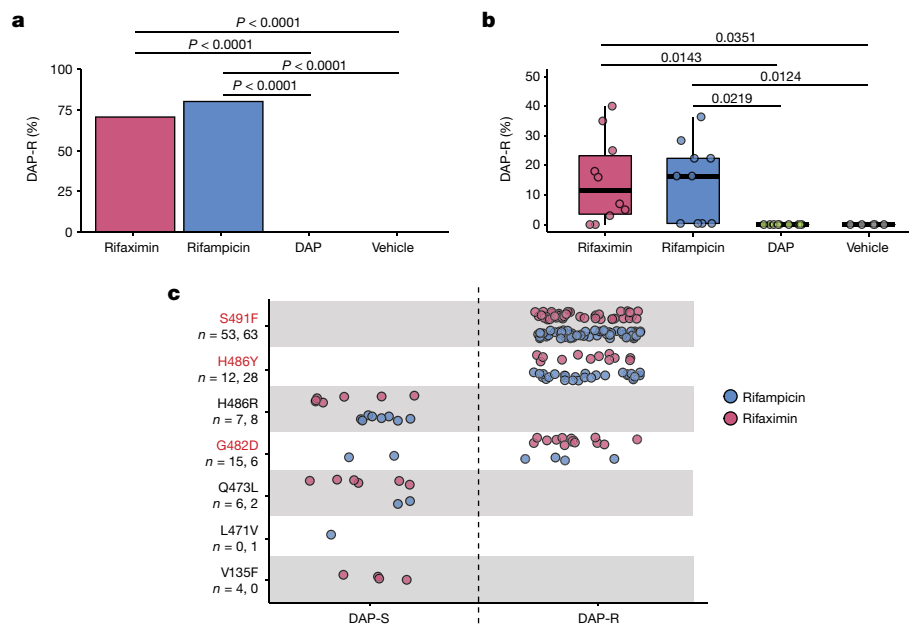 a
P < 0.0001
P < 0.0001
P < 0.0001
P < 0.0001
DAP-R (%)
100
75
50
25
0
Rifaximin Rifampicin DAP Vehicle
b
0.0351
0.0143
0.0124
0.0219
DAP-R (%)
50
40
30
20
10
0
Rifaximin Rifampicin DAP Vehicle
c
S491F
n = 53, 63
H486Y
n = 12, 28
H486R
n = 7, 8
G482D
n = 15, 6
Q473L
n = 6, 2
L471V
n = 0, 1
V135F
n = 4, 0
DAP-S DAP-R
Rifampicin
Rifaximin